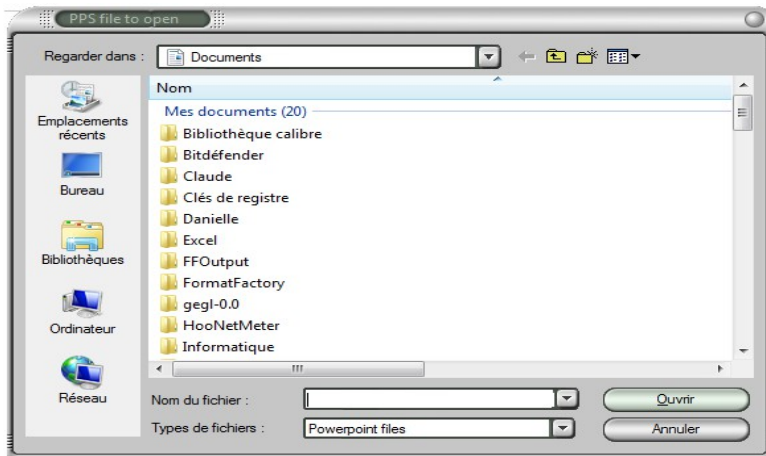 PPS file to open
Regarder dans :
Documents
Emplacements
récents
Bureau
Bibliothèques
Ordinateur
Réseau
Nom
Mes documents (20)
Bibliothèque calibre
Bitdéfender
Claude
Clés de registre
Danielle
Excel
FFOutput
FormatFactory
gegl-0.0
HooNetMeter
Informatique
Nom du fichier :
Ouvrir
Types de fichiers :
Powerpoint files
Annuler